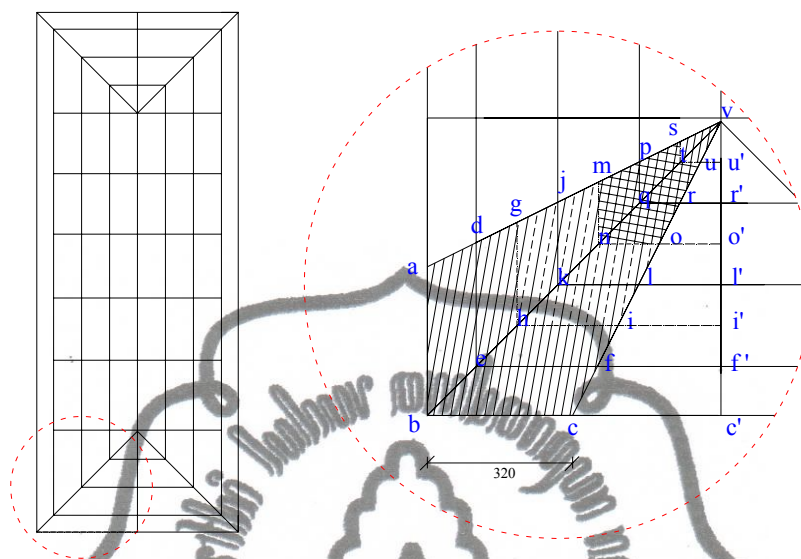 v
s
p t u u'
m
j q r r'
g
d n o o'
a k l l'
h i i'
e f f'
b c c'
320